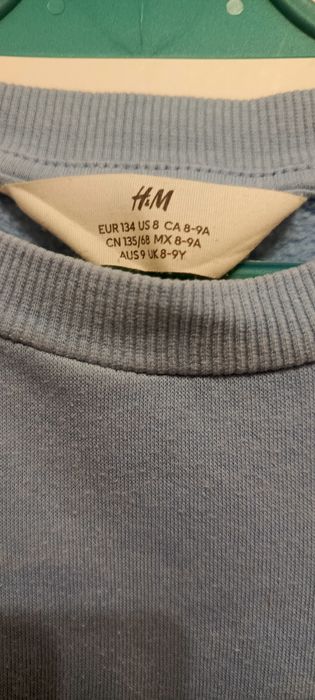 H&M
EUR 134 US 8 CA 8-9A
CN 135/68 MX 8-9A
AUS 9 UK 8-9Y